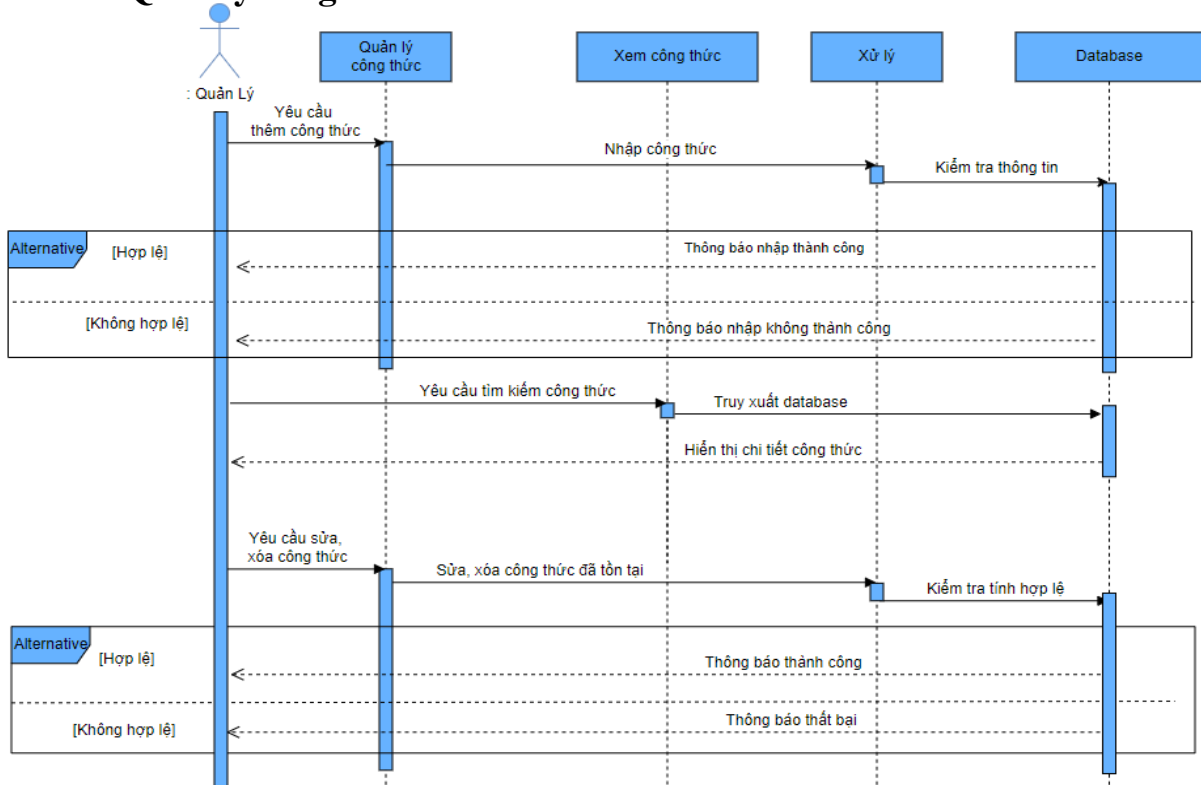 : Quản Lý
Quản lý
công thức
Xem công thức
Xử lý
Database
Yêu cầu
thêm công thức
Nhập công thức
Kiểm tra thông tin
Alternative
[Hợp lệ]
Thông báo nhập thành công
[Không hợp lệ]
Thông báo nhập không thành công
Yêu cầu tìm kiếm công thức
Truy xuất database
Hiển thị chi tiết công thức
Yêu cầu sửa,
xóa công thức
Sửa, xóa công thức đã tồn tại
Kiểm tra tính hợp lệ
Alternative
[Hợp lệ]
Thông báo thành công
[Không hợp lệ]
Thông báo thất bại